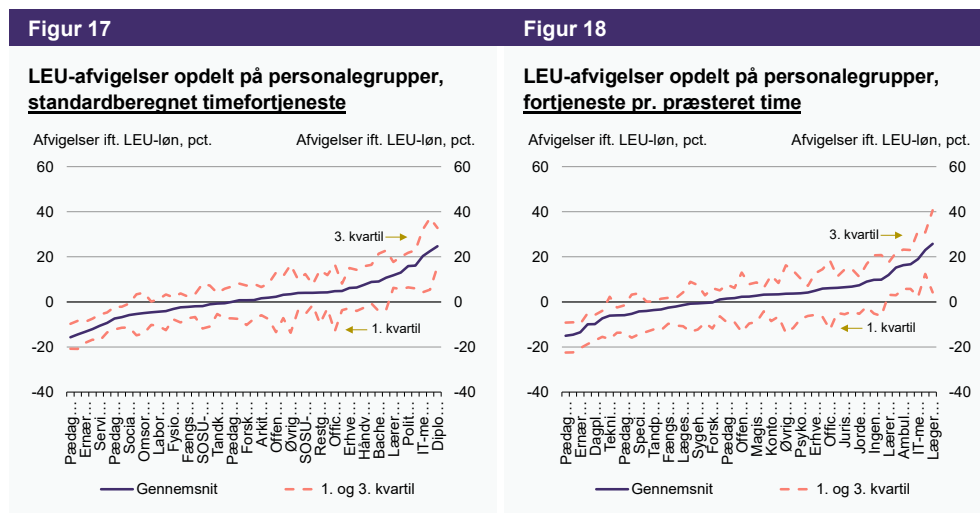 Figur 17
LEU-afvigelser opdelt på personalegrupper,
standardberegnet timefortjeneste
Afvigelser ift. LEU-løn, pct.
Afvigelser ift. LEU-løn, pct.
60
40
20
0
-20
-40
60
40
20
0
-20
-40
3. kvartil
1. kvartil
Pædag…
Ernær…
Servi…
Pædag…
Socia…
Omsor…
Labor…
Fysio…
Fængs…
SOSU-…
Tandk…
Pædag…
Forsk…
Arkit…
Offen…
Øvrig…
SOSU-…
Restg…
Offic…
Erhve…
Håndv…
Bache…
Lærer…
Polit…
IT-me…
Diplo…
Gennemsnit
1. og 3. kvartil
Figur 18
LEU-afvigelser opdelt på personalegrupper,
fortjeneste pr. præsteret time
Afvigelser ift. LEU-løn, pct.
Afvigelser ift. LEU-løn, pct.
60
40
20
0
-20
-40
60
40
20
0
-20
-40
3. kvartil
1. kvartil
Pædag…
Ernær…
Dagpl…
Tekni…
Pædag…
Speci…
Tandp…
Fængs…
Læges…
Sygeh…
Forsk…
Pædag…
Offen…
Magis…
Konto…
Øvrig…
Psyko…
Erhve…
Offic…
Juris…
Jorde…
Ingen…
Lærer…
Ambul…
IT-me…
Læger…
Gennemsnit
1. og 3. kvartil